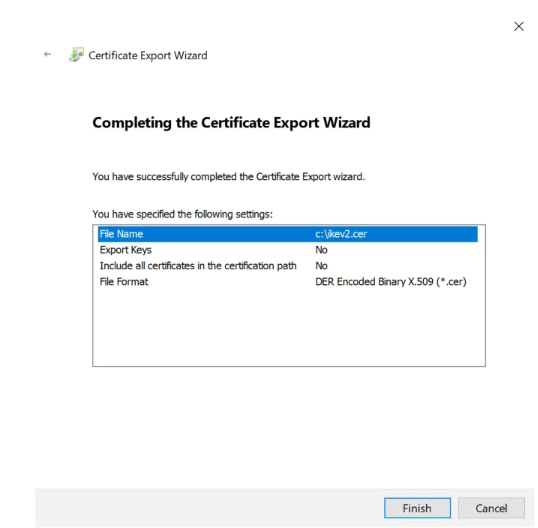 Certificate Export Wizard
Completing the Certificate Export Wizard
You have successfully completed the Certificate Export wizard.
You have specified the following settings:
File Name c:\ikev2.cer
Export Keys No
Include all certificates in the certification path No
File Format DER Encoded Binary X.509 (*.cer)
Finish Cancel